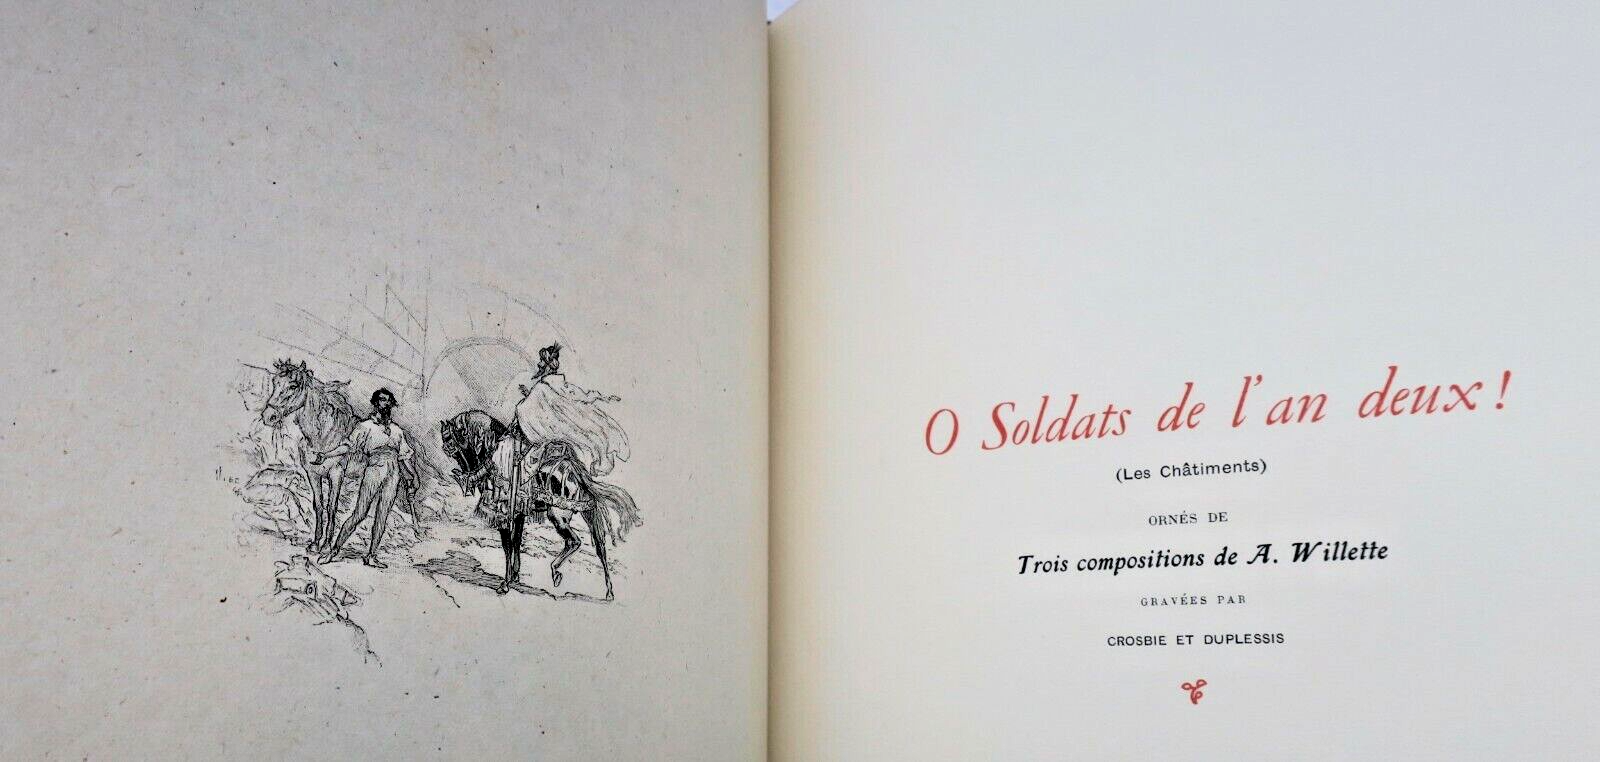 O Soldats de l'an deux !
(Les Châtiments)
ORNÉS DE
Trois compositions de A. Willette
GRAVÉES PAR
CROSBIE ET DUPLESSIS